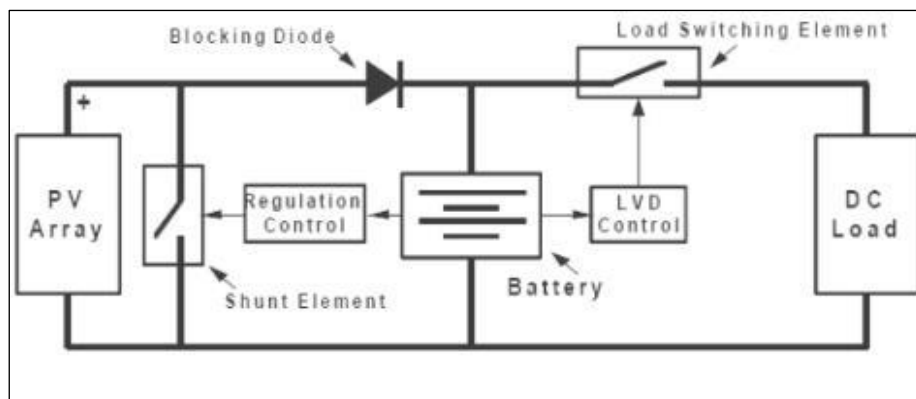 Blocking Diode
Load Switching Element
+
PV
Array
Regulation
Control
LVD
Control
DC
Load
Shunt Element
Battery